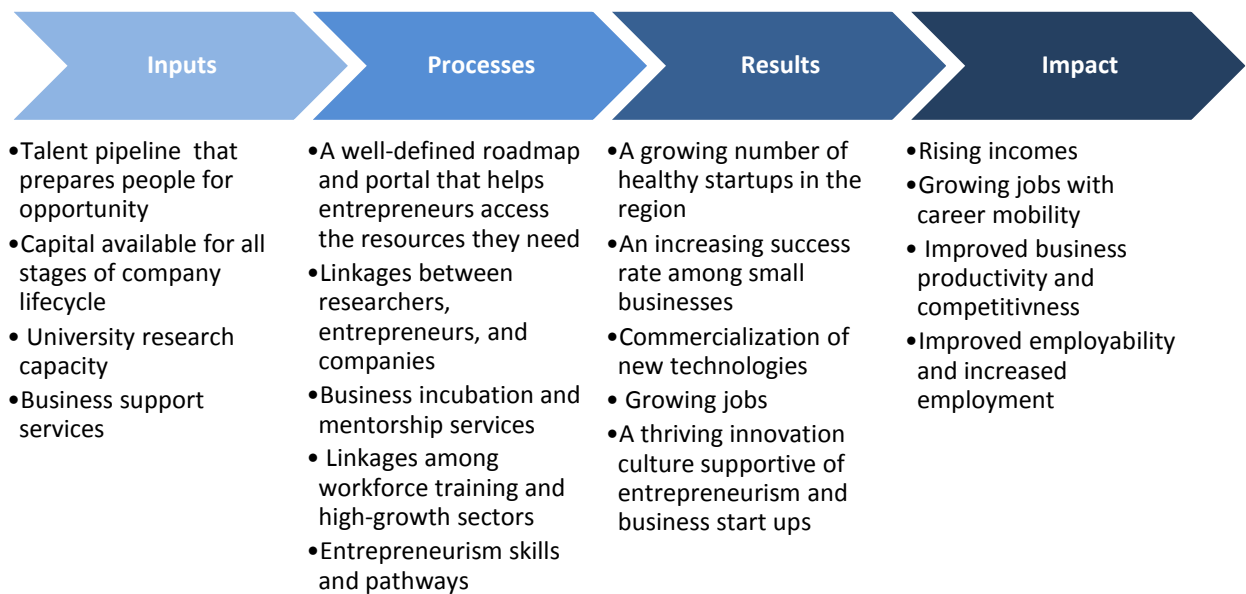 Inputs
Processes
Results
Impact
•Talent pipeline  that
prepares people for
opportunity
•Capital available for all
stages of company
lifecycle
• University research
capacity
•Business support
services
•A well-defined roadmap
and portal that helps
entrepreneurs access
the resources they need
•Linkages between
researchers,
entrepreneurs, and
companies
•Business incubation and
mentorship services
• Linkages among
workforce training and
high-growth sectors
•Entrepreneurism skills
and pathways
•A growing number of
healthy startups in the
region
•An increasing success
rate among small
businesses
•Commercialization of
new technologies
• Growing jobs
•A thriving innovation
culture supportive of
entrepreneurism and
business start ups
•Rising incomes
•Growing jobs with
career mobility
• Improved business
productivity and
competitivness
•Improved employability
and increased
employment